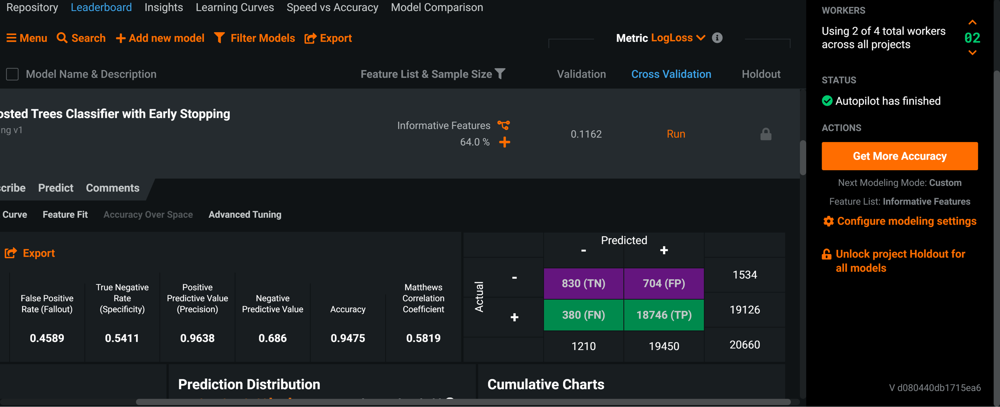 Repository Leaderboard Insights Learning Curves Speed vs Accuracy Model Comparison
Menu Search Add new model Filter Models Export
Metric LogLoss
Model Name & Description Feature List & Sample Size Validation Cross Validation Holdout
osted Trees Classifier with Early Stopping
ng v1
Informative Features
64.0 %
0.1162 Run
cribe Predict Comments
Curve Feature Fit Accuracy Over Space Advanced Tuning
Export
False Positive
Rate (Fallout)
0.4589
True Negative
Rate
(Specificity)
0.5411
Positive
Predictive Value
(Precision)
0.9638
Negative
Predictive Value
0.686
Accuracy
0.9475
Matthews
Correlation
Coefficient
0.5819
Predicted
- +
Actual
- 830 (TN) 704 (FP) 1534
+ 380 (FN) 18746 (TP) 19126
1210 19450 20660
Prediction Distribution
Cumulative Charts
WORKERS
Using 2 of 4 total workers
across all projects
02
STATUS
Autopilot has finished
ACTIONS
Get More Accuracy
Next Modeling Mode: Custom
Feature List: Informative Features
Configure modeling settings
Unlock project Holdout for
all models
V d080440db1715ea6